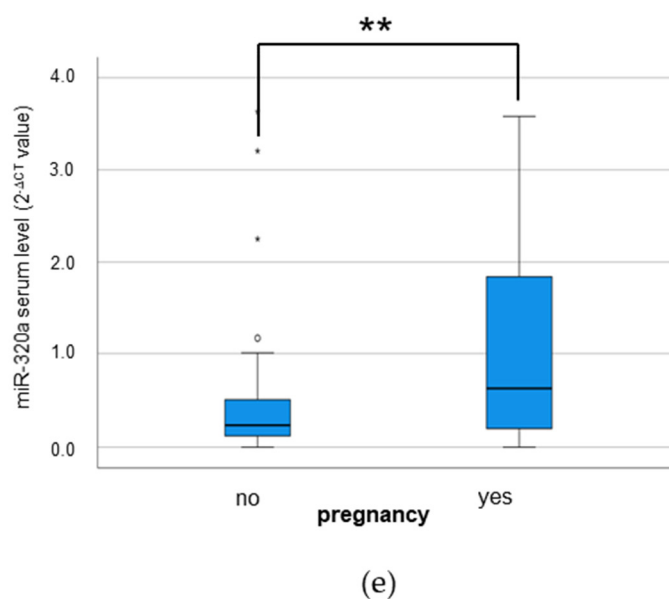 **
4.0
3.0
2.0
1.0
0.0
miR-320a serum level (2-ΔCT value)
no
yes
pregnancy
(e)